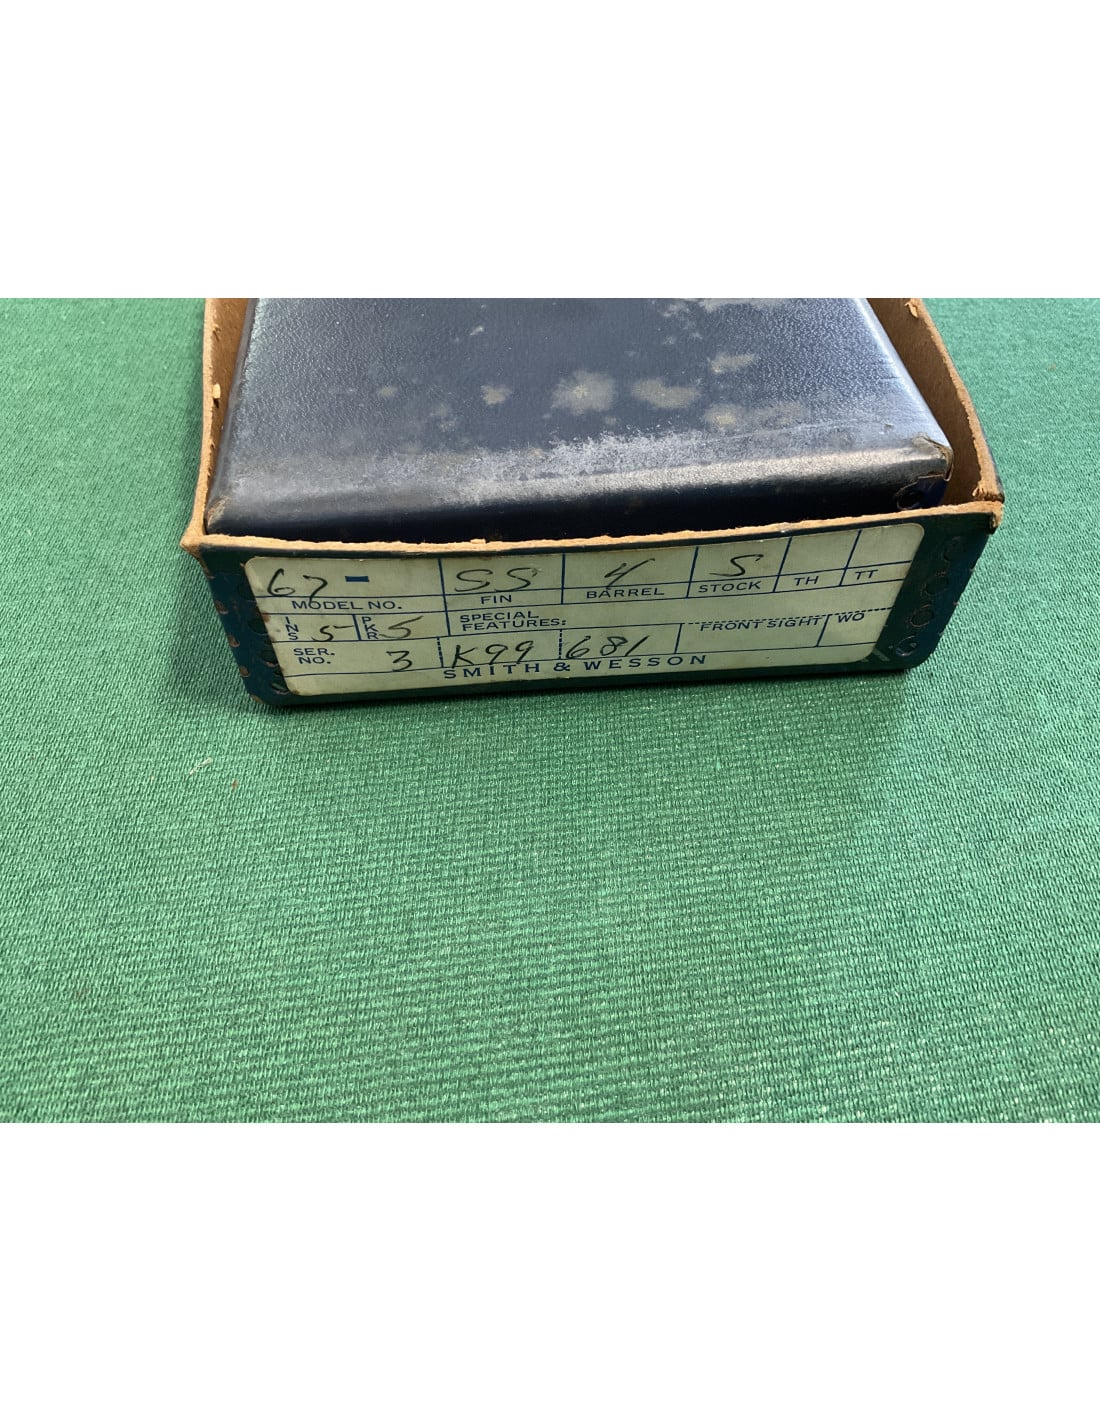 67- SS 4 S
MODEL NO. FIN BARREL STOCK TH TT
INS 5 PKR 5 SPECIAL FEATURES: FRONT SIGHT WO
SER. NO. 3 K99 681
SMITH & WESSON